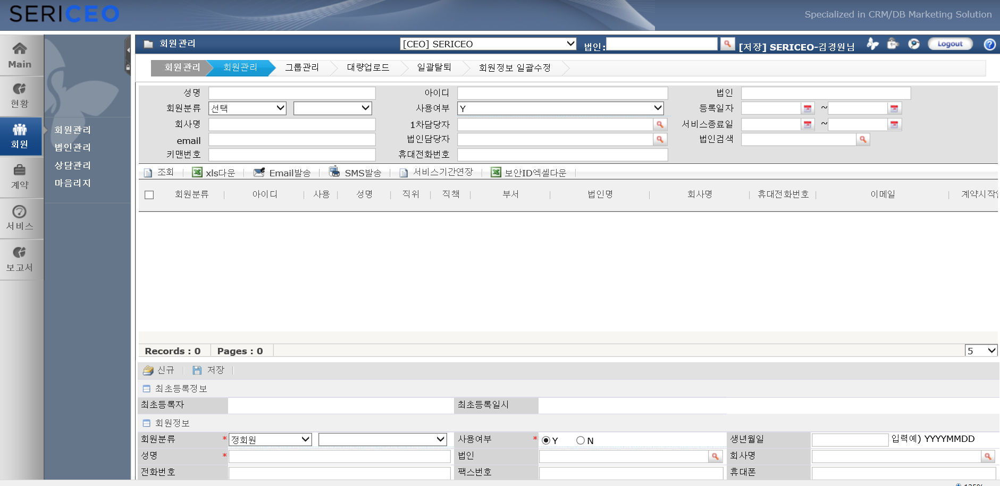 SERICEO
Specialized in CRM/DB Marketing Solution
Main
현황
회원
계약
서비스
보고서
회원관리
법인관리
상담관리
마음리지
회원관리 [CEO] SERICEO 법인: [저장] SERICEO-김경원님 Logout ?
회원관리 회원관리 그룹관리 대량업로드 일괄탈퇴 회원정보 일괄수정
성명 아이디 법인
회원분류 선택 사용여부 Y 등록일자 ~
회사명 1차담당자 서비스종료일 ~
email 법인담당자 법인검색
키맨번호 휴대전화번호
조회 xls다운 Email발송 SMS발송 서비스기간연장 보안ID엑셀다운
회원분류 아이디 사용 성명 직위 직책 부서 법인명 회사명 휴대전화번호 이메일 계약시작
Records : 0 Pages : 0 5
신규 저장
최초등록정보
최초등록자 최초등록일시
회원정보
회원분류 * 정회원 사용여부 * Y N 생년월일 입력예) YYYYMMDD
성명 * 법인 회사명
전화번호 팩스번호 휴대폰